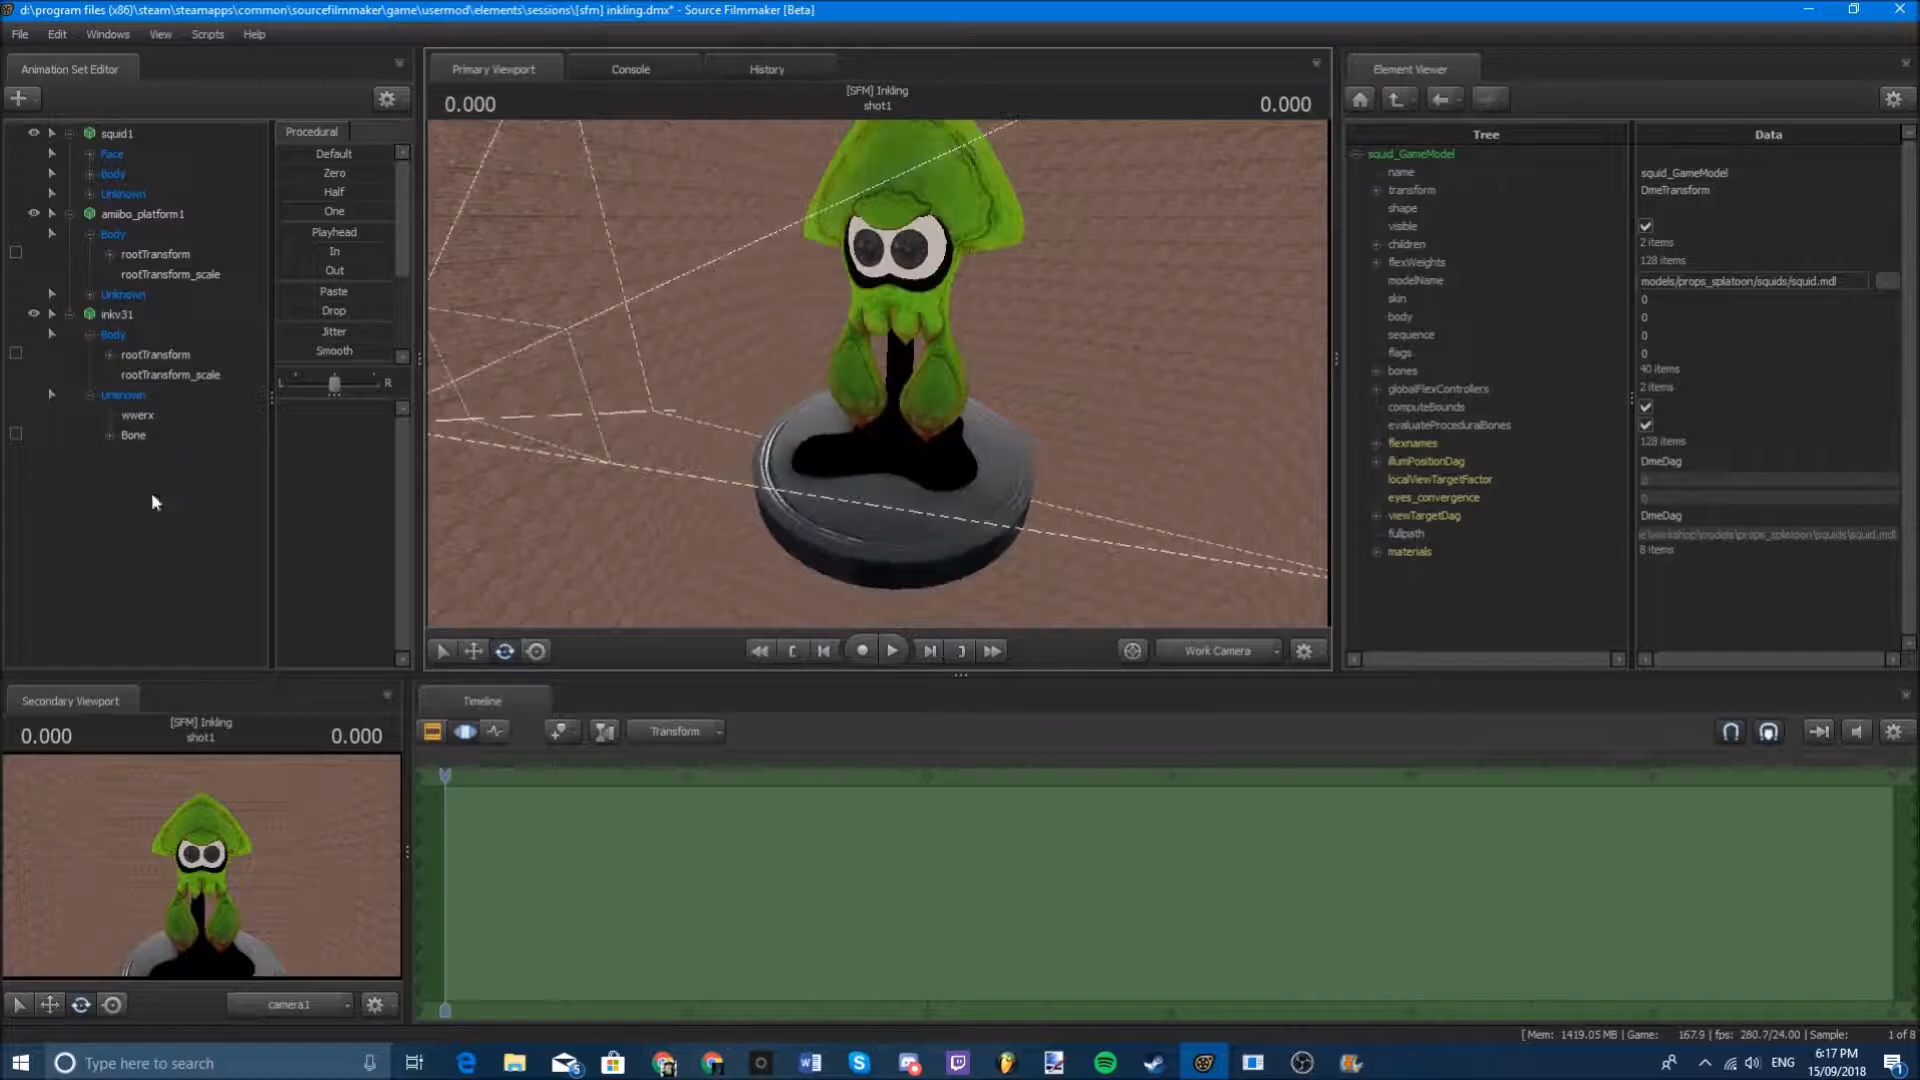 d:\program files (x86)\steam\steamapps\common\sourcefilmmaker\game\usermod\elements\sessions\[sfm] inkling.dmx* - Source Filmmaker [Beta]
File Edit Windows View Scripts Help
Animation Set Editor
squid1
Face
Body
Unknown
amiibo_platform1
Body
rootTransform
rootTransform_scale
Unknown
inkv31
Body
rootTransform
rootTransform_scale
Unknown
wwerx
Bone
Procedural
Default
Zero
Half
One
Playhead
In
Out
Paste
Drop
Jitter
Smooth
L R
Primary Viewport Console History
0.000 [SFM] Inkling 0.000
shot1
Work Camera
Element Viewer
Tree Data
squid_GameModel
name squid_GameModel
transform DmeTransform
shape
visible
children 2 items
flexWeights 128 items
modelName models/props_splatoon/squids/squid.mdl
skin 0
body 0
sequence 0
flags 0
bones 40 items
globalFlexControllers 2 items
computeBounds
evaluateProceduralBones
flexnames 128 items
illumPositionDag DmeDag
localViewTargetFactor 0
eyes_convergence 0
viewTargetDag DmeDag
fullpath e\workshop\models\props_splatoon\squids\squid.mdl
materials 8 items
Secondary Viewport
0.000 [SFM] Inkling 0.000
shot1
camera1
Timeline
Transform
[ Mem: 1419.05 MB | Game: 167.9 | fps: 280.7/24.00 | Sample: 1 of 8
Type here to search
5
ENG
6:17 PM
15/09/2018
1